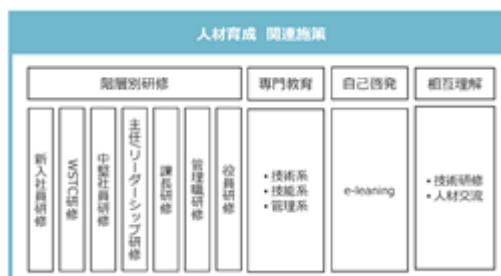 人材育成 関連施策
階層別研修
専門教育
自己啓発
相互理解
新入社員研修
WSTC研修
中堅社員研修
主任/リーダーシップ研修
課長研修
管理職研修
役員研修
・技術系
・技能系
・管理系
e-leaning
・技術研修
・人材交流